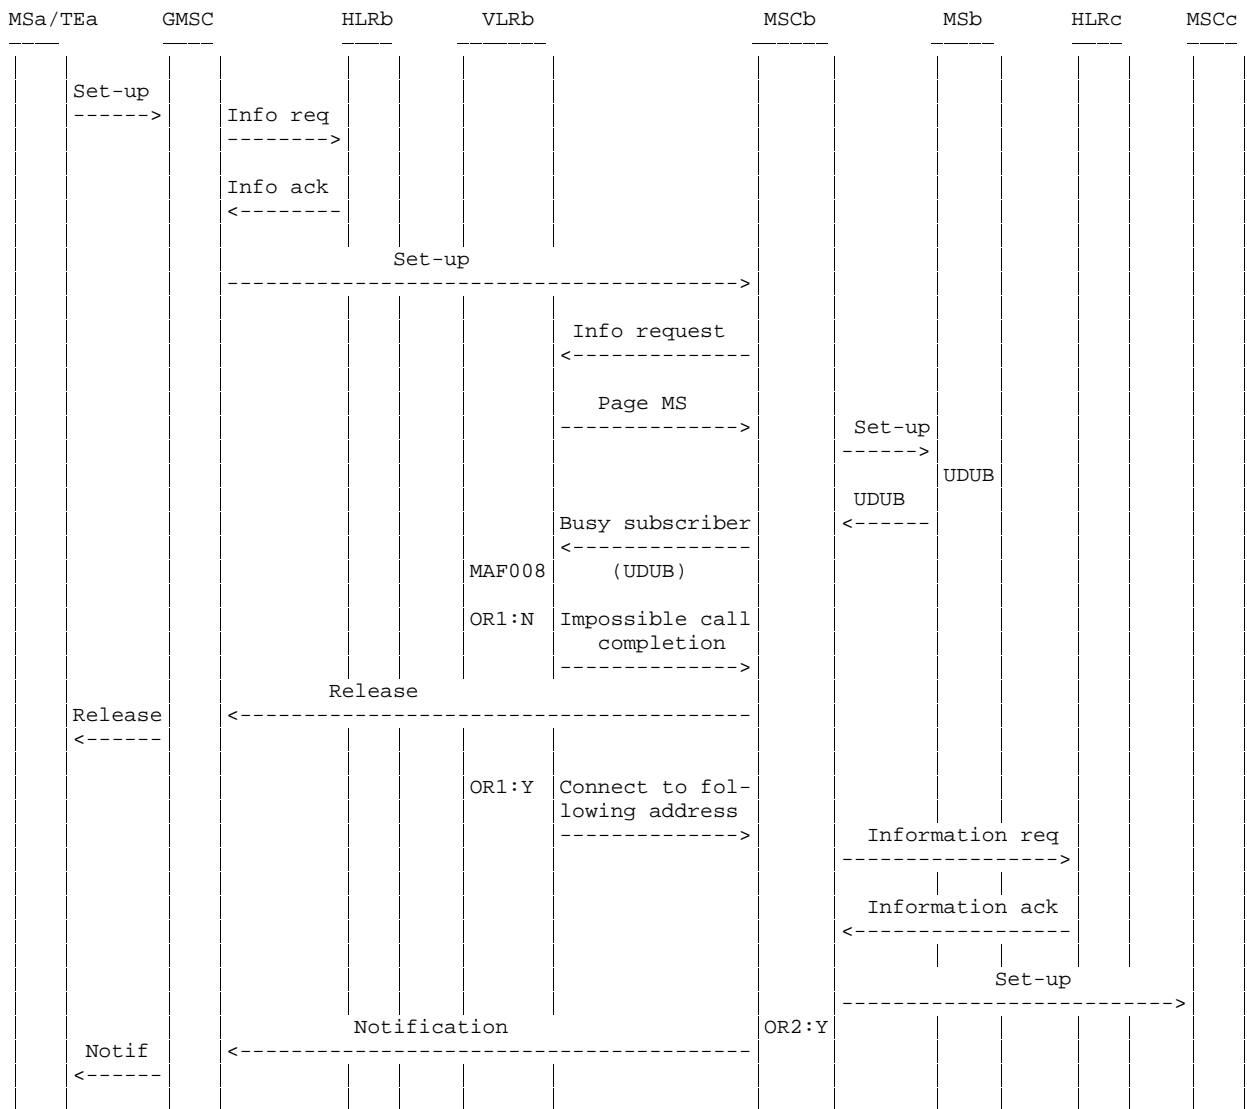 MSa/TEa GMSC HLRb VLRb MSCb MSb HLRc MSCc
Set-up
------>
Info req
-------->
Info ack
<--------
Set-up
---------------------------------------->
Info request
<--------------
Page MS
-------------->
Set-up
------>
UDUB
UDUB
<------
Busy subscriber
<--------------
MAF008 (UDUB)
OR1:N Impossible call
completion
-------------->
Release
<----------------------------------------
Release
<------
OR1:Y Connect to fol-
lowing address
-------------->
Information req
----------------->
Information ack
<-----------------
Set-up
-------------------------->
Notification OR2:Y
<----------------------------------------
Notif
<------